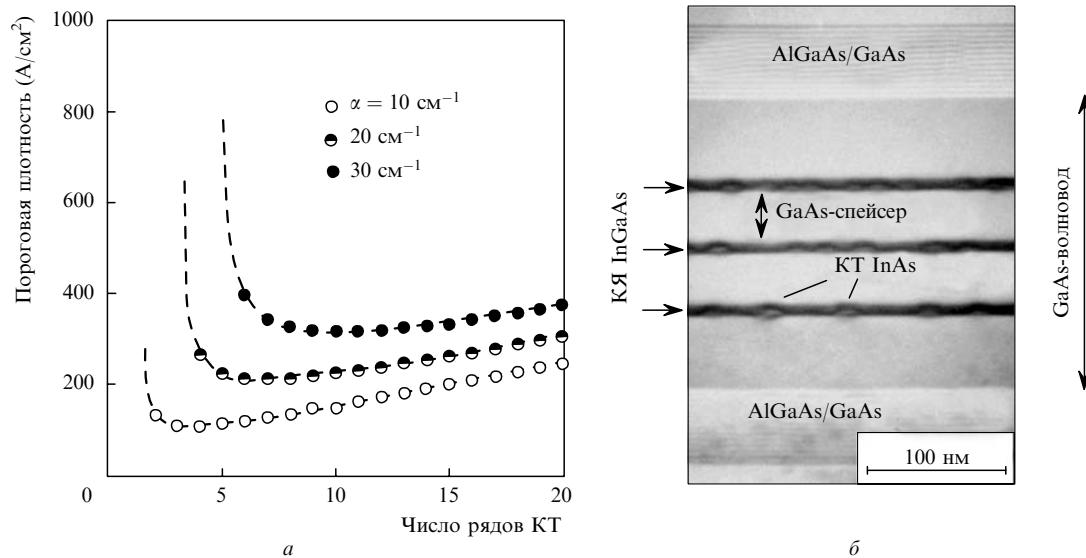 1000
800
600
400
200
0
5
10
15
20
Пороговая плотность (А/см²)
Число рядов КТ
α = 10 см⁻¹
20 см⁻¹
30 см⁻¹
а
AlGaAs/GaAs
GaAs-спейсер
КТ InAs
КЯ InGaAs
GaAs-волновод
AlGaAs/GaAs
100 нм
б